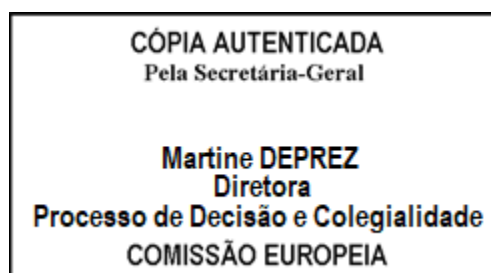 CÓPIA AUTENTICADA
Pela Secretária-Geral
Martine DEPREZ
Diretora
Processo de Decisão e Colegialidade
COMISSÃO EUROPEIA